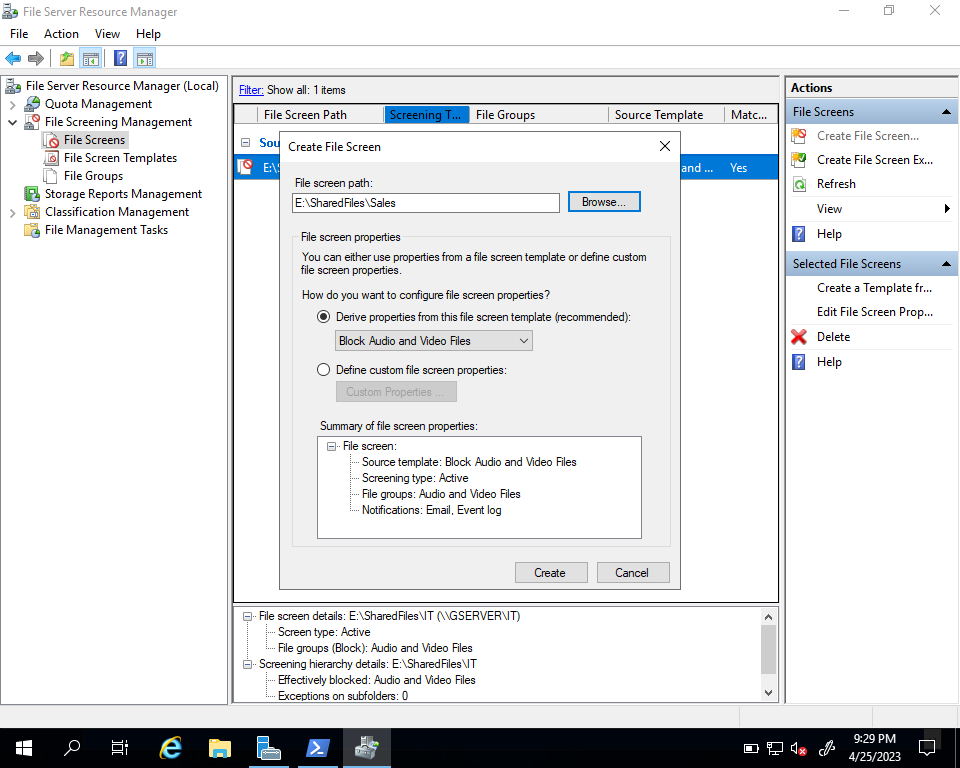 File Server Resource Manager
File Action View Help
File Server Resource Manager (Local)
Quota Management
File Screening Management
File Screens
File Screen Templates
File Groups
Storage Reports Management
Classification Management
File Management Tasks
Filter: Show all: 1 items
File Screen Path Screening T... File Groups Source Template Matc...
Sou
E:\S and ... Yes
Create File Screen
File screen path:
E:\SharedFiles\Sales Browse...
File screen properties
You can either use properties from a file screen template or define custom
file screen properties.
How do you want to configure file screen properties?
Derive properties from this file screen template (recommended):
Block Audio and Video Files
Define custom file screen properties:
Custom Properties ...
Summary of file screen properties:
File screen:
Source template: Block Audio and Video Files
Screening type: Active
File groups: Audio and Video Files
Notifications: Email, Event log
Create Cancel
File screen details: E:\SharedFiles\IT (\\GSERVER\IT)
Screen type: Active
File groups (Block): Audio and Video Files
Screening hierarchy details: E:\SharedFiles\IT
Effectively blocked: Audio and Video Files
Exceptions on subfolders: 0
Actions
File Screens
Create File Screen...
Create File Screen Ex...
Refresh
View
Help
Selected File Screens
Create a Template fr...
Edit File Screen Prop...
Delete
Help
9:29 PM
4/25/2023